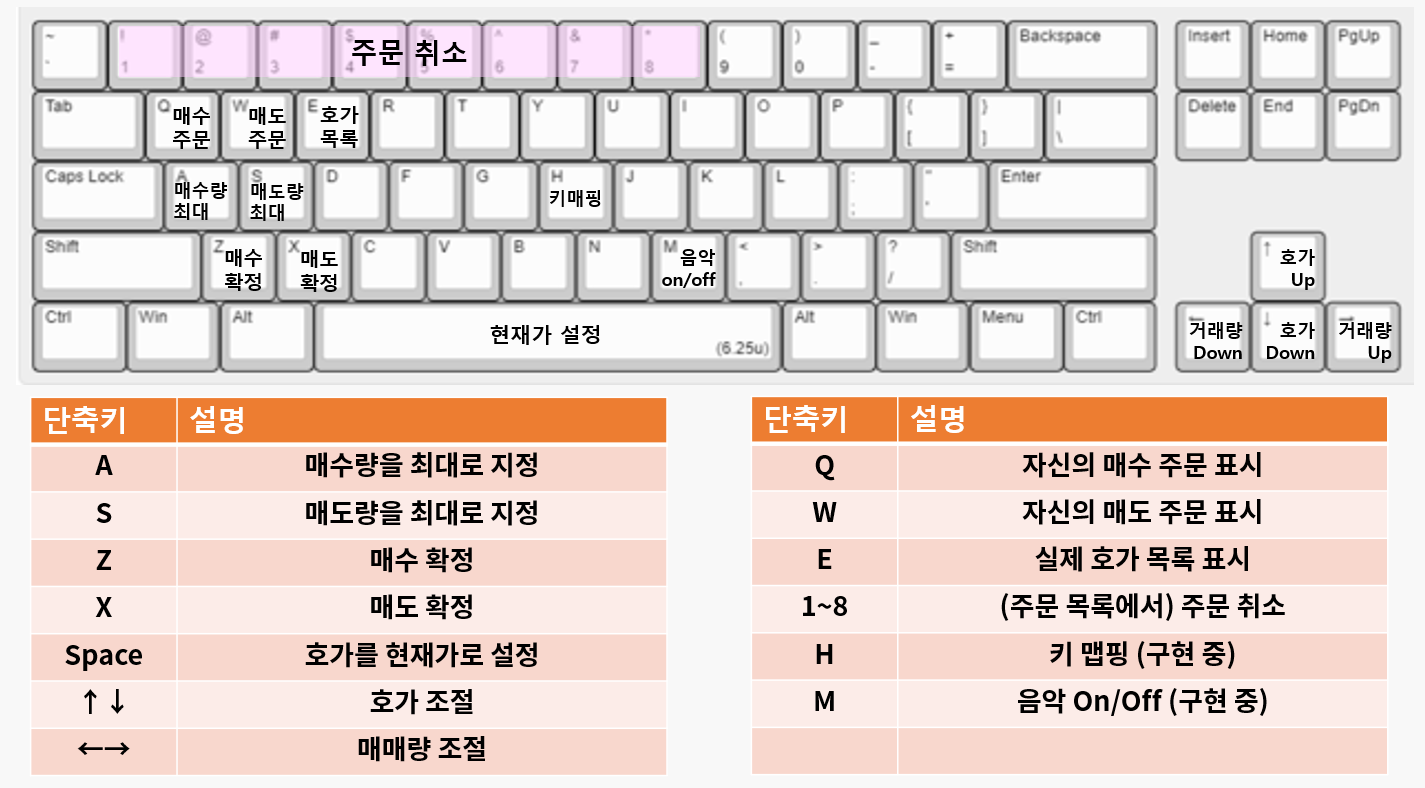 ~ ! @ # $ 주문 취소 % ^ & * ( ) _ + Backspace Insert Home PgUp
` 1 2 3 4 5 6 7 8 9 0 - =
Tab Q 매수 W 매도 E 호가 R T Y U I O P { } | Delete End PgDn
주문 주문 목록 [ ] \
Caps Lock A S D F G H J K L : " Enter
매수량 매도량 키매핑
최대 최대 ; '
Shift Z 매수 X 매도 C V B N M 음악 < > ? Shift ↑ 호가
확정 확정 on/off , . / Up
Ctrl Win Alt 현재가 설정 Alt Win Menu Ctrl ← 거래량 ↓ 호가 → 거래량
(6.25u) Down Down Up
단축키 설명
A 매수량을 최대로 지정
S 매도량을 최대로 지정
Z 매수 확정
X 매도 확정
Space 호가를 현재가로 설정
↑ ↓ 호가 조절
←→ 매매량 조절
단축키 설명
Q 자신의 매수 주문 표시
W 자신의 매도 주문 표시
E 실제 호가 목록 표시
1~8 (주문 목록에서) 주문 취소
H 키 맵핑 (구현 중)
M 음악 On/Off (구현 중)